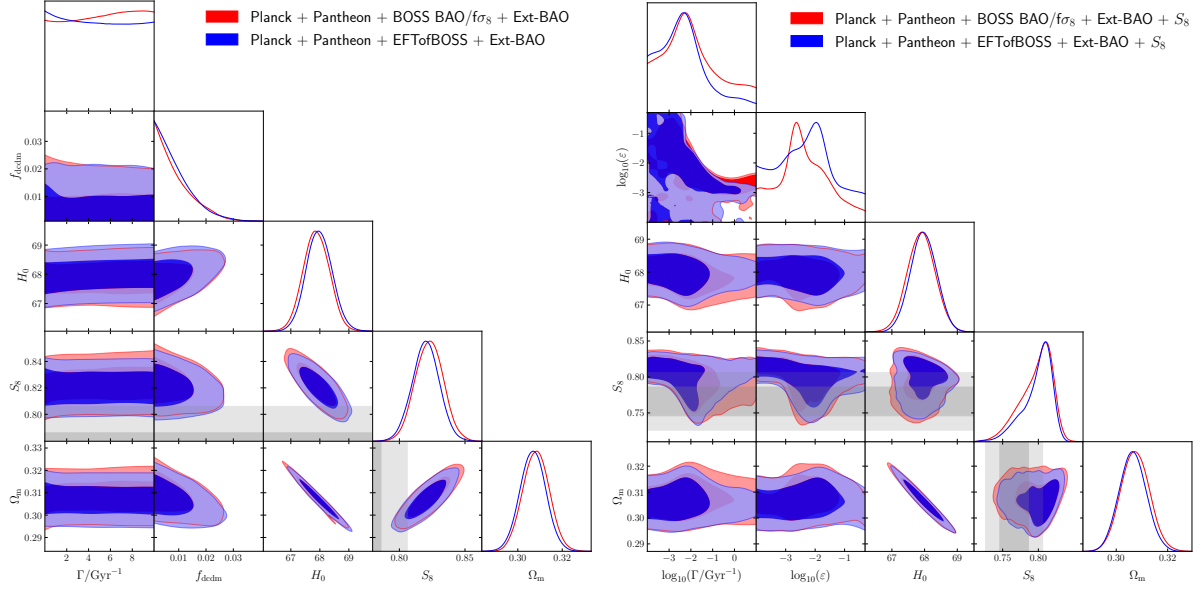 Planck + Pantheon + BOSS BAO/fσ₈ + Ext-BAO
Planck + Pantheon + EFTofBOSS + Ext-BAO
0.03
0.02
0.01
f_dcdm
69
68
67
H₀
0.84
0.82
0.80
S₈
0.33
0.32
0.31
0.30
0.29
Ωₘ
2 4 6 8
0.01 0.03
67 68 69
0.80 0.85
0.30 0.32
Γ/Gyr⁻¹
f_dcdm
H₀
S₈
Ωₘ
Planck + Pantheon + BOSS BAO/fσ₈ + Ext-BAO + S₈
Planck + Pantheon + EFTofBOSS + Ext-BAO + S₈
−1
−2
−3
log₁₀(ε)
69
68
67
H₀
0.85
0.80
0.75
S₈
0.32
0.31
0.30
0.29
Ωₘ
−3 −2 −1 0
−3 −2 −1
67 68 69
0.75 0.80
0.30 0.32
log₁₀(Γ/Gyr⁻¹)
log₁₀(ε)
H₀
S₈
Ωₘ